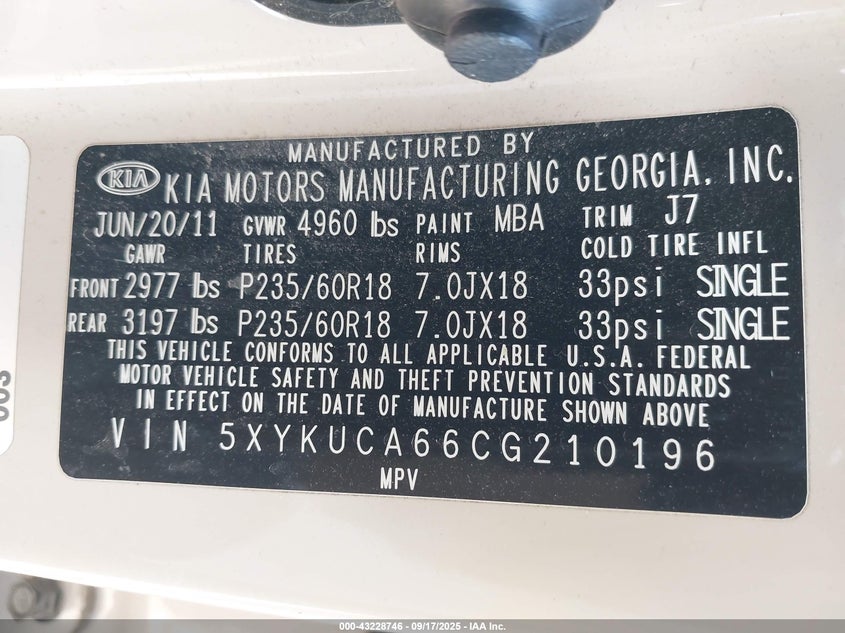 MANUFACTURED BY
KIA KIA MOTORS MANUFACTURING GEORGIA, INC.
JUN/20/11 GVWR 4960 lbs PAINT MBA TRIM J7
GAWR TIRES RIMS COLD TIRE INFL
FRONT 2977 lbs P235/60R18 7.0JX18 33psi SINGLE
REAR 3197 lbs P235/60R18 7.0JX18 33psi SINGLE
THIS VEHICLE CONFORMS TO ALL APPLICABLE U.S.A. FEDERAL
MOTOR VEHICLE SAFETY AND THEFT PREVENTION STANDARDS
IN EFFECT ON THE DATE OF MANUFACTURE SHOWN ABOVE
VIN 5XYKUCA66CG210196
MPV
000-43228746 - 09/17/2025 - IAA Inc.